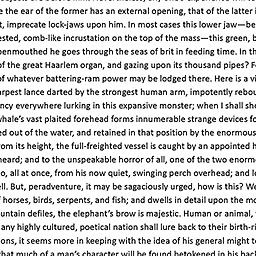 e the ear of the former has an external opening, that of the latter i
t, imprecate lock-jaws upon him. In most cases this lower jaw—be
ested, comb-like incrustation on the top of the mass—this green, b
penmouthed he goes through the seas of brit in feeding time. In th
of the great Haarlem organ, and gazing upon its thousand pipes? F
of whatever battering-ram power may be lodged there. Here is a vi
arpest lance darted by the strongest human arm, impotently rebou
ncy everywhere lurking in this expansive monster; when I shall she
whale's vast plaited forehead forms innumerable strange devices fo
ed out of the water, and retained in that position by the enormous
rom its height, the full-freighted vessel is caught by an appointed h
heard; and to the unspeakable horror of all, one of the two enorm
o, all at once, from his now quiet, swinging perch overhead; and le
ell. But, peradventure, it may be sagaciously urged, how is this? We
f horses, birds, serpents, and fish; and dwells in detail upon the mo
ountain defiles, the elephant's brow is majestic. Human or animal, t
any highly cultured, poetical nation shall lure back to their birth-ri
ions, it seems more in keeping with the idea of his general might to
that much of a man's character will be found betokened in his back